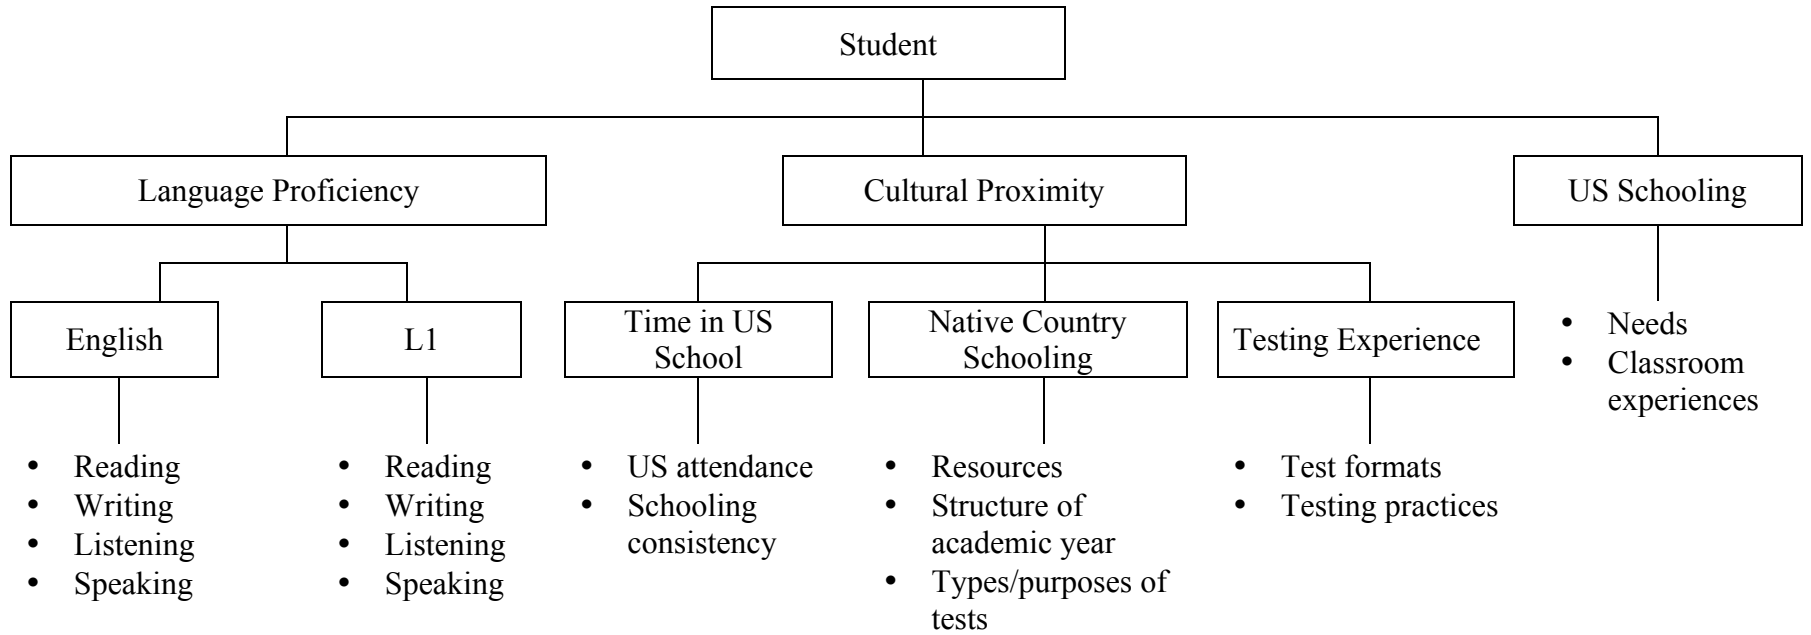 Student
Language Proficiency
Cultural Proximity
US Schooling
English
L1
Time in US
School
Native Country
Schooling
Testing Experience
• Needs
• Classroom
experiences
• Reading
• Writing
• Listening
• Speaking
• Reading
• Writing
• Listening
• Speaking
• US attendance
• Schooling
consistency
• Resources
• Structure of
academic year
• Types/purposes of
tests
• Test formats
• Testing practices